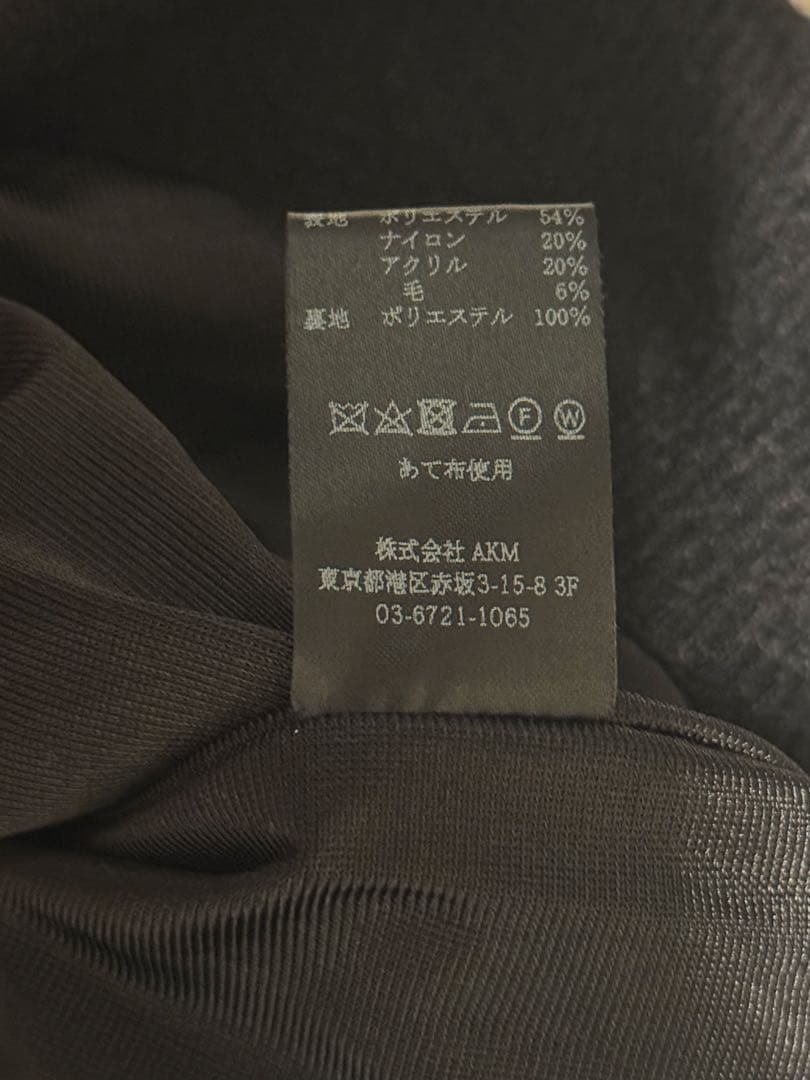 表地 ポリエステル 54%
ナイロン 20%
アクリル 20%
毛 6%
裏地 ポリエステル 100%
F W
あて布使用
株式会社 AKM
東京都港区赤坂3-15-8 3F
03-6721-1065